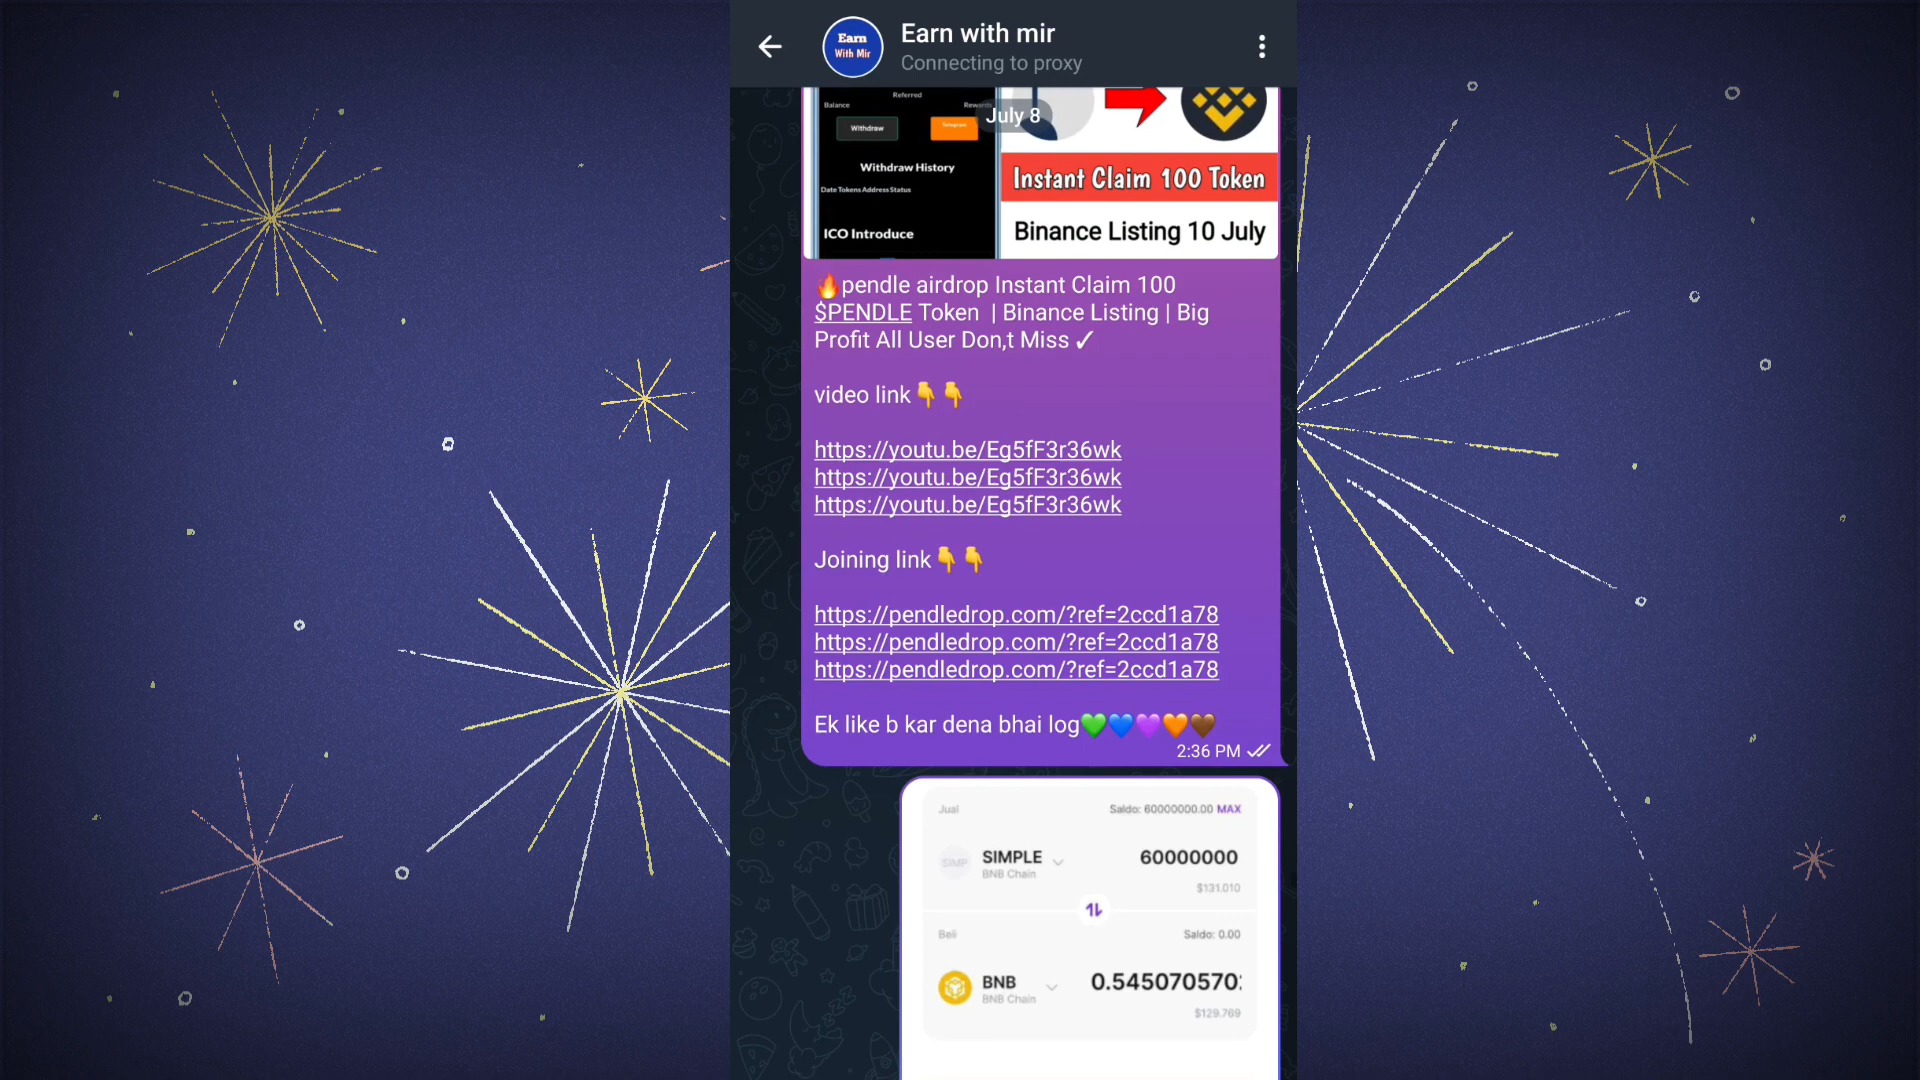 Earn with mir
Earn
With Mir
Connecting to proxy
Referred
Balance
Withdraw
Telegram
July 8
Withdraw History
Date Tokens Address Status
ICO Introduce
Instant Claim 100 Token
Binance Listing 10 July
🔥pendle airdrop Instant Claim 100
$PENDLE Token | Binance Listing | Big
Profit All User Don,t Miss ✓
video link👇👇
https://youtu.be/Eg5fF3r36wk
https://youtu.be/Eg5fF3r36wk
https://youtu.be/Eg5fF3r36wk
Joining link👇👇
https://pendledrop.com/?ref=2ccd1a78
https://pendledrop.com/?ref=2ccd1a78
https://pendledrop.com/?ref=2ccd1a78
Ek like b kar dena bhai log💚💙💜🧡🤎
2:36 PM
Jual
Saldo: 60000000.00 MAX
SIMP
SIMPLE
60000000
BNB Chain
$131.010
Beli
Saldo: 0.00
BNB
0.545070570
BNB Chain
$129.769